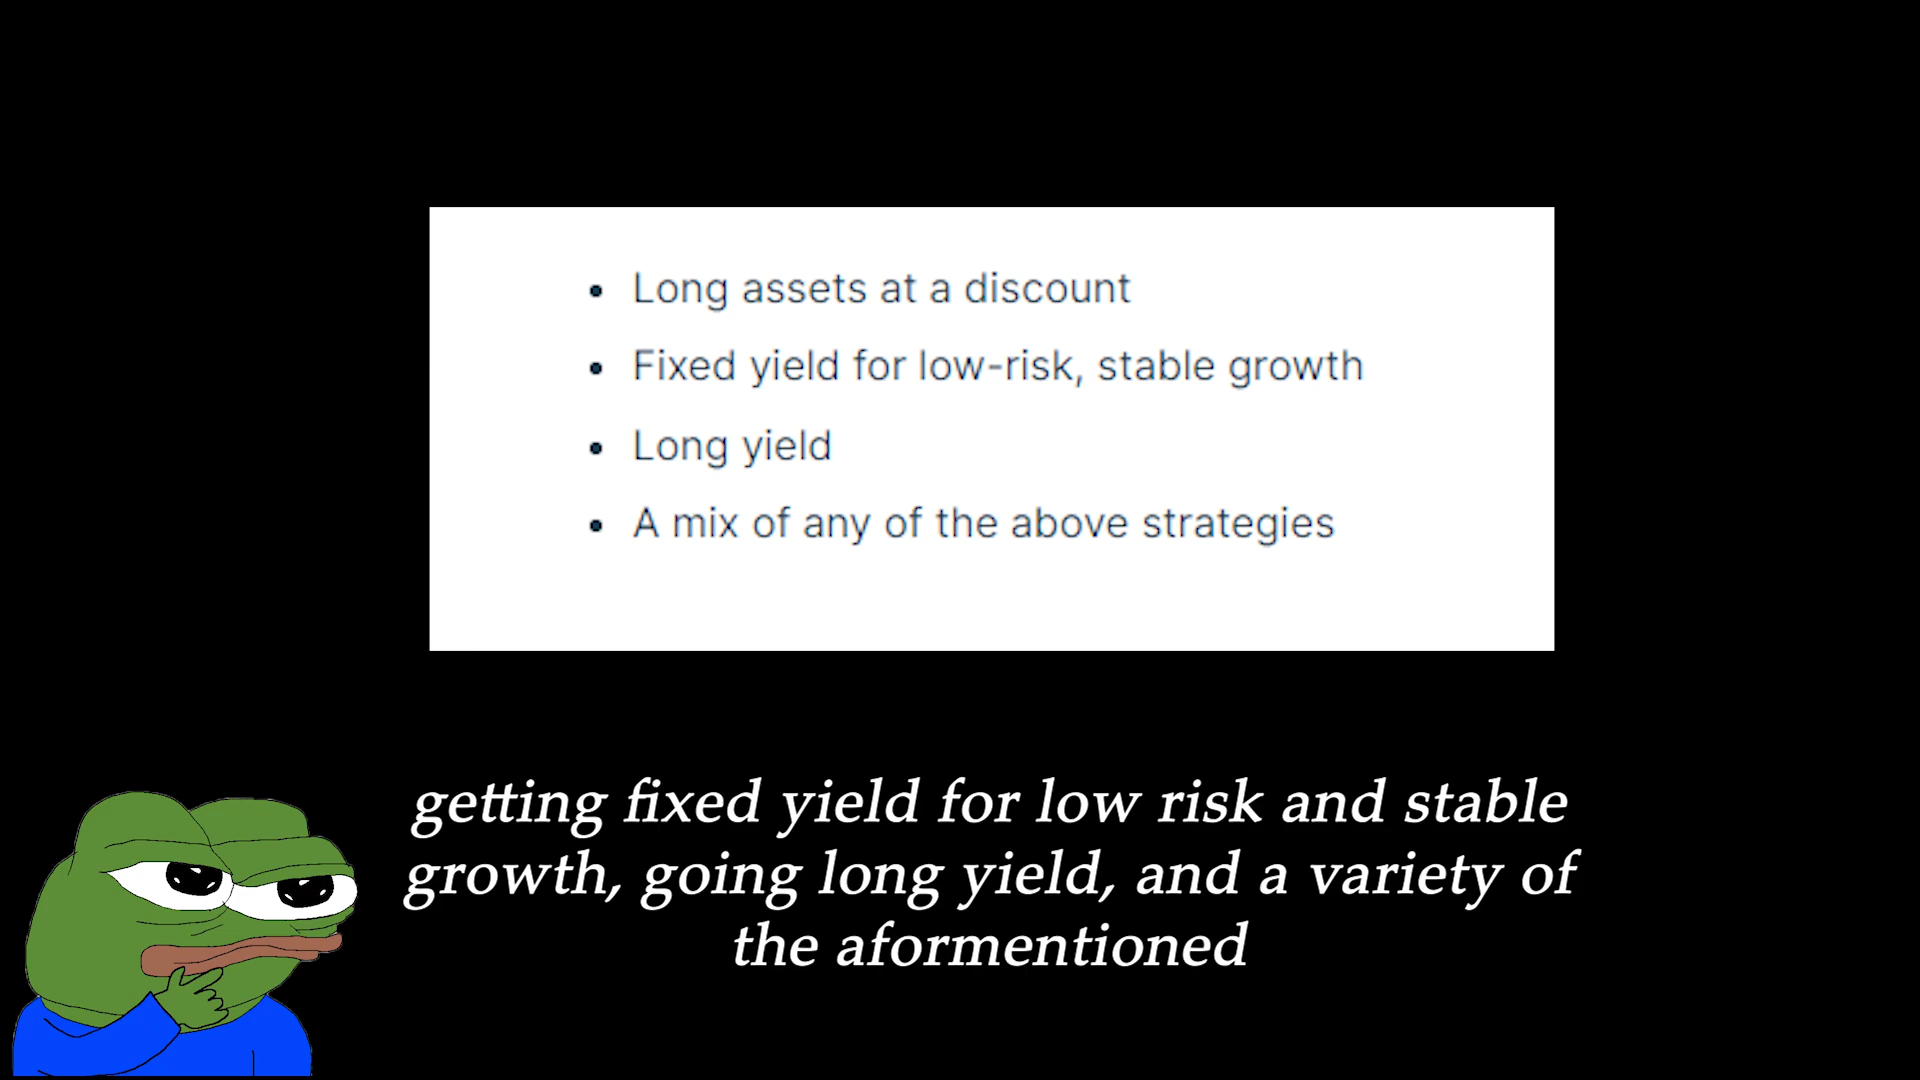 • Long assets at a discount
• Fixed yield for low-risk, stable growth
• Long yield
• A mix of any of the above strategies
getting fixed yield for low risk and stable
growth, going long yield, and a variety of
the aformentioned